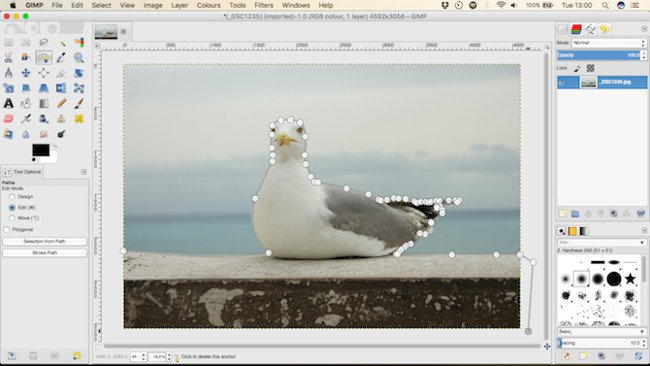 GIMP File Edit Select View Image Layer Colours Tools Filters Windows Help 100% Tue 13:00
*[_DSC1235] (imported)-1.0 (RGB colour, 1 layer) 4592x3056 – GIMP
Mode: Normal
Opacity 100.0
Lock:
_DSC1235.jpg
Tool Options
Paths
Edit Mode
Design
Edit (⌘)
Move (⌥)
Polygonal
Selection from Path
Stroke Path
filter
2. Hardness 050 (51 × 51)
Basic,
Spacing 10.0
px
Click to delete this anchor